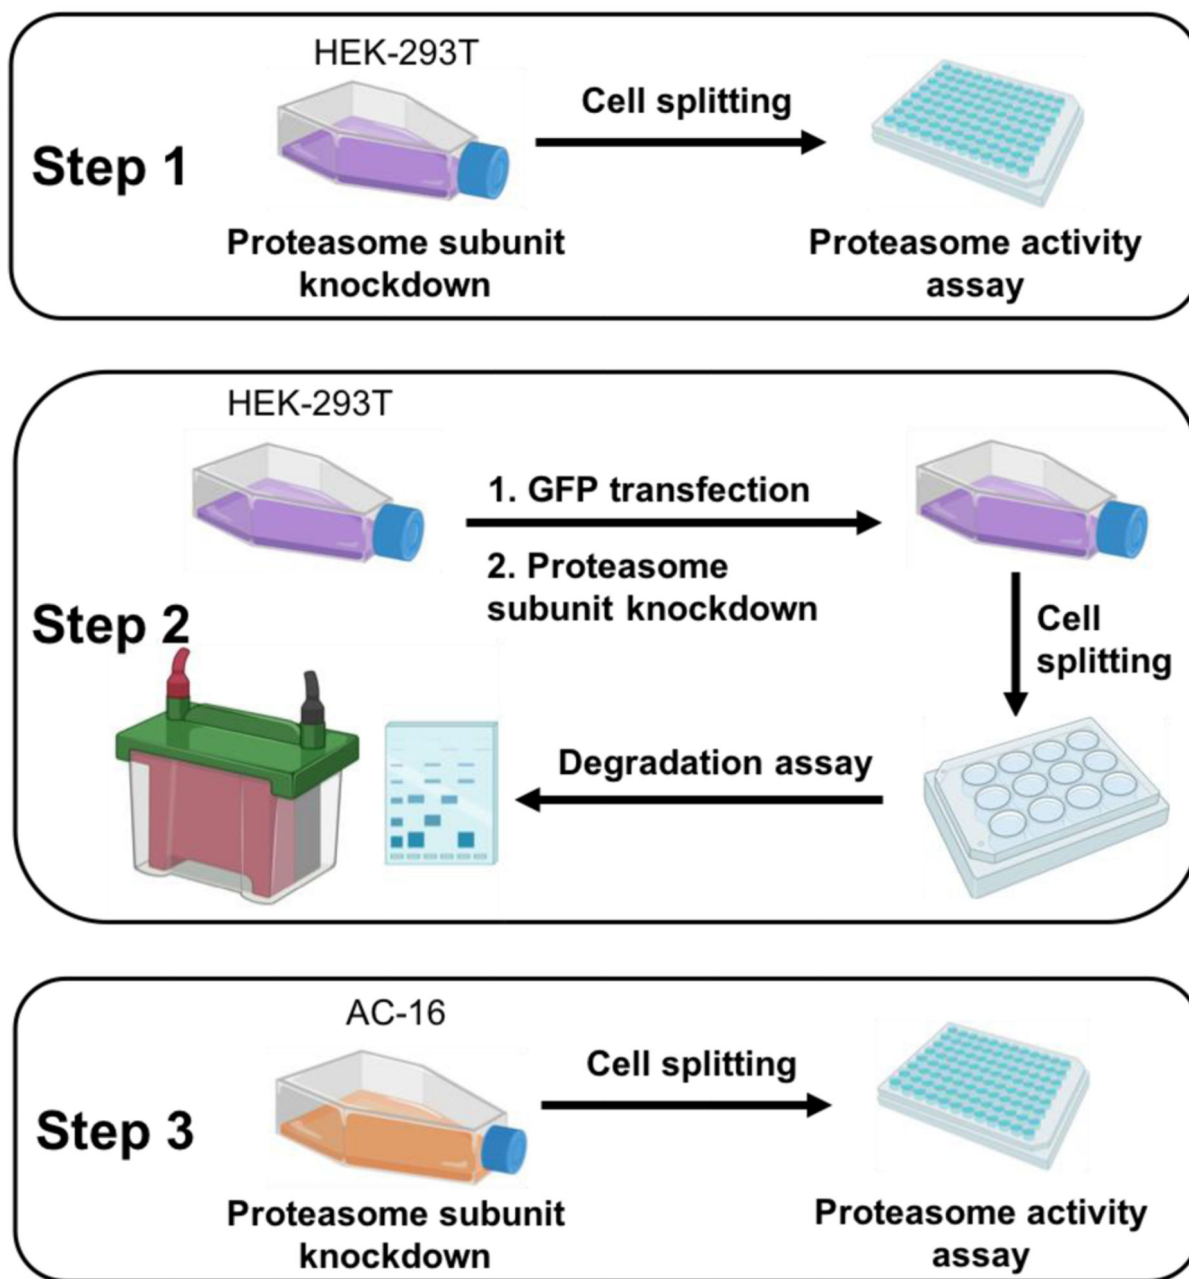 HEK-293T
Cell splitting
Step 1
Proteasome subunit
knockdown
Proteasome activity
assay
HEK-293T
1. GFP transfection
2. Proteasome
subunit knockdown
Step 2
Cell
splitting
Degradation assay
AC-16
Cell splitting
Step 3
Proteasome subunit
knockdown
Proteasome activity
assay